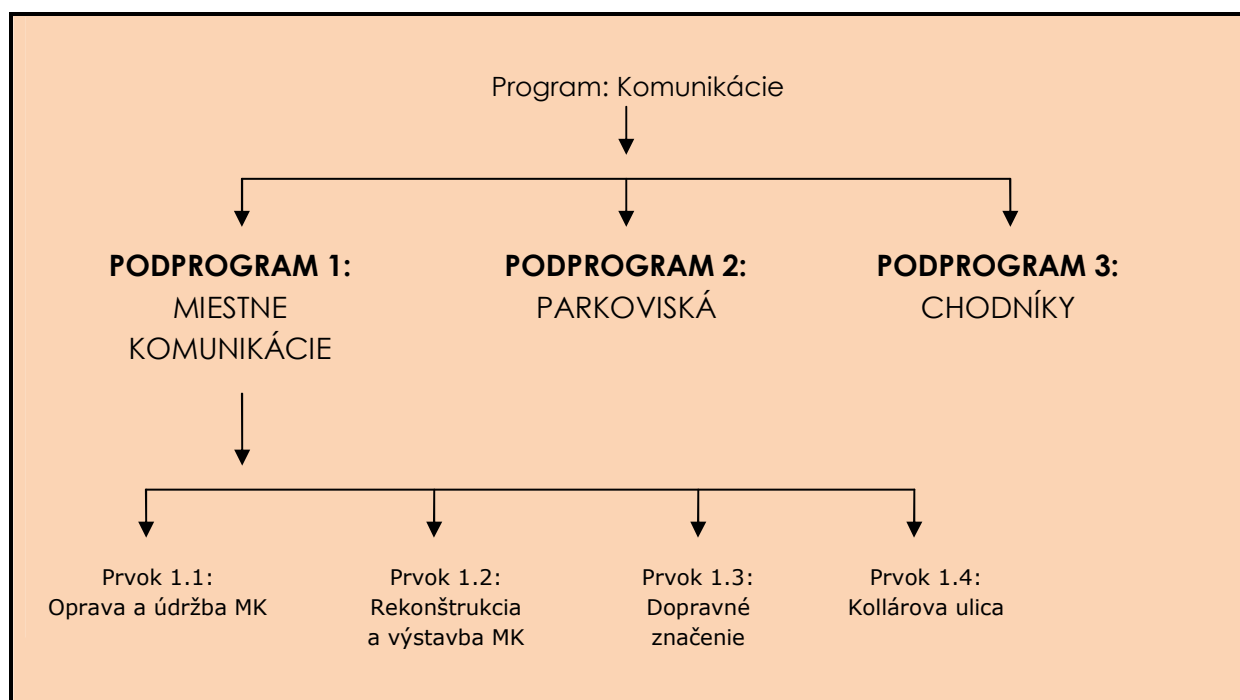 Program: Komunikácie
PODPROGRAM 1:
MIESTNE
KOMUNIKÁCIE
PODPROGRAM 2:
PARKOVISKÁ
PODPROGRAM 3:
CHODNÍKY
Prvok 1.1:
Oprava a údržba MK
Prvok 1.2:
Rekonštrukcia
a výstavba MK
Prvok 1.3:
Dopravné
značenie
Prvok 1.4:
Kollárova ulica